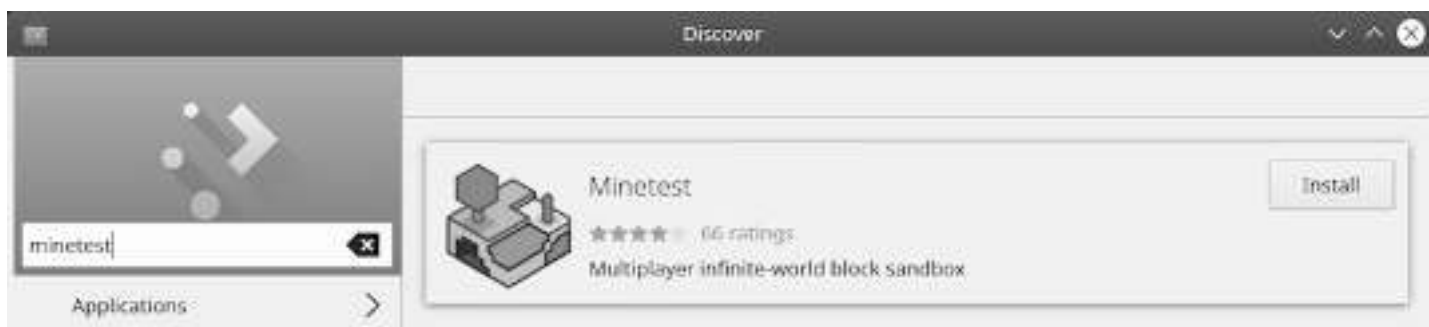 Discover
minetest
Applications
Minetest
66 ratings
Multiplayer infinite-world block sandbox
Install